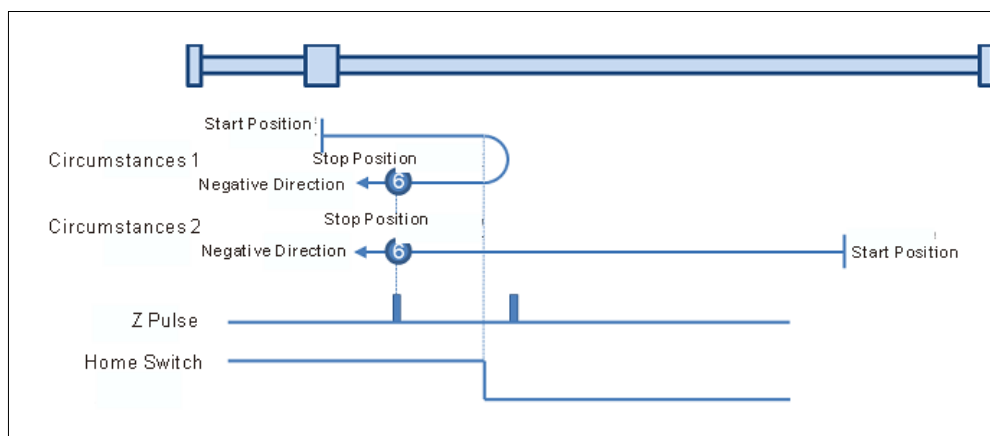 Start Position
Circumstances 1
Stop Position
Negative Direction
6
Circumstances 2
Stop Position
Negative Direction
6
Start Position
Z Pulse
Home Switch